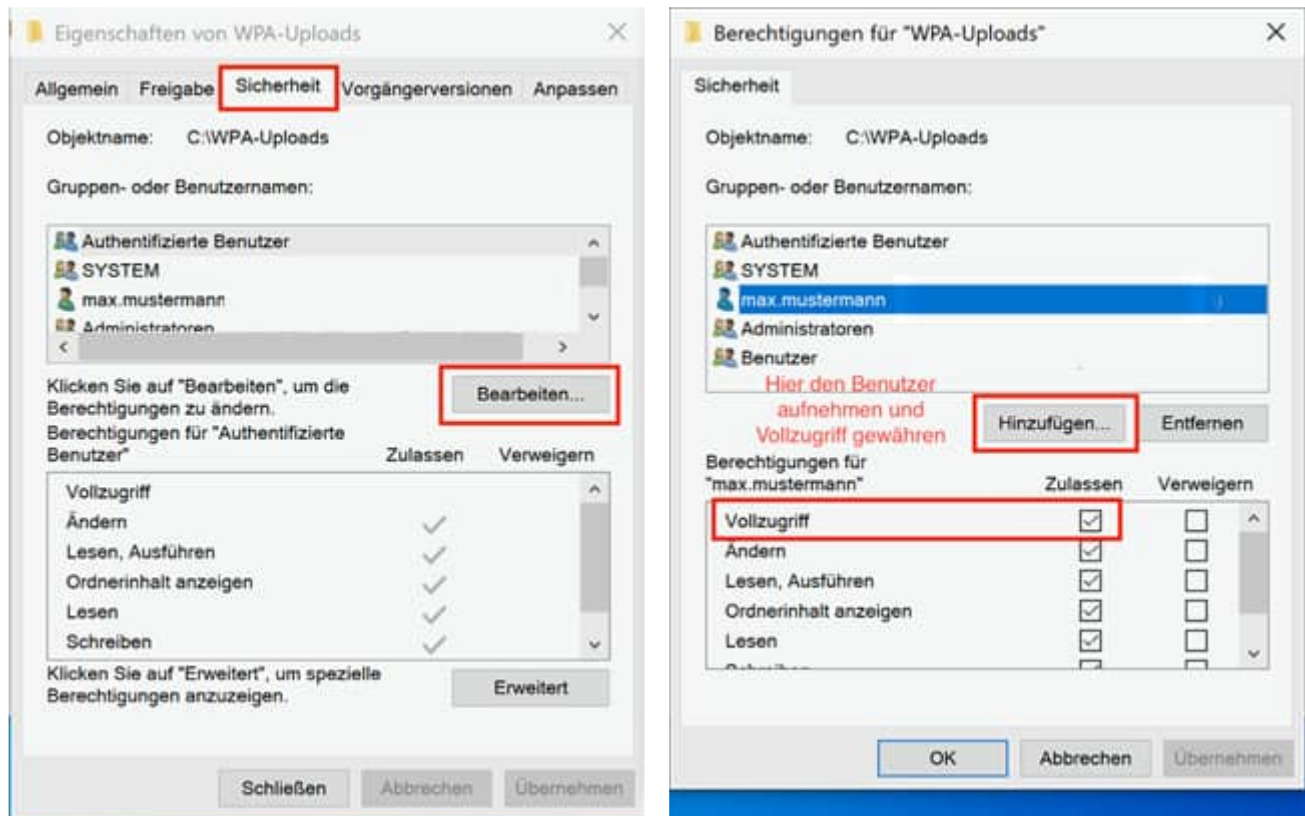 Eigenschaften von WPA-Uploads
Allgemein Freigabe Sicherheit Vorgängerversionen Anpassen
Objektname: C:\WPA-Uploads
Gruppen- oder Benutzernamen:
Authentifizierte Benutzer
SYSTEM
max.mustermann
Administratoren
Klicken Sie auf "Bearbeiten", um die
Berechtigungen zu ändern.
Bearbeiten...
Berechtigungen für "Authentifizierte
Benutzer"
Zulassen Verweigern
Vollzugriff
Ändern
Lesen, Ausführen
Ordnerinhalt anzeigen
Lesen
Schreiben
Klicken Sie auf "Erweitert", um spezielle
Berechtigungen anzuzeigen.
Erweitert
Schließen Abbrechen Übernehmen
Berechtigungen für "WPA-Uploads"
Sicherheit
Objektname: C:\WPA-Uploads
Gruppen- oder Benutzernamen:
Authentifizierte Benutzer
SYSTEM
max.mustermann
Administratoren
Benutzer
Hier den Benutzer
aufnehmen und
Vollzugriff gewähren
Hinzufügen... Entfernen
Berechtigungen für
"max.mustermann"
Zulassen Verweigern
Vollzugriff
Ändern
Lesen, Ausführen
Ordnerinhalt anzeigen
Lesen
OK Abbrechen Übernehmen